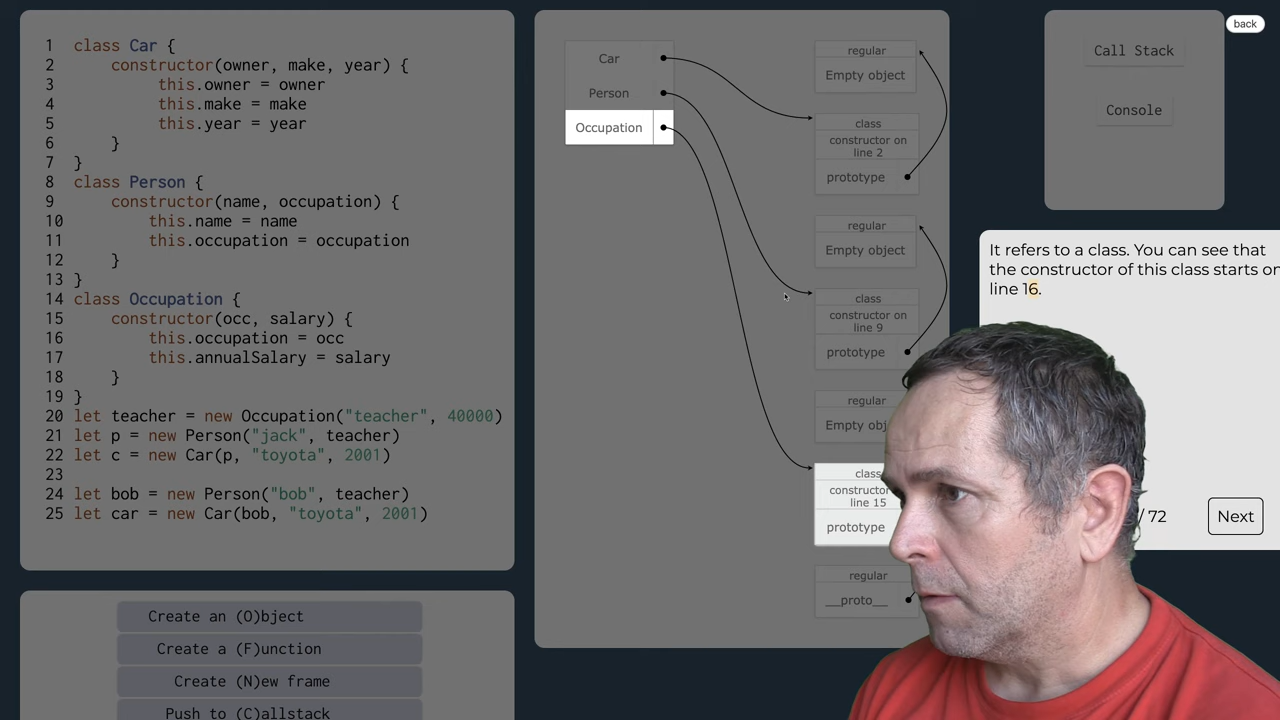 1 class Car {
2 constructor(owner, make, year) {
3 this.owner = owner
4 this.make = make
5 this.year = year
6 }
7 }
8 class Person {
9 constructor(name, occupation) {
10 this.name = name
11 this.occupation = occupation
12 }
13 }
14 class Occupation {
15 constructor(occ, salary) {
16 this.occupation = occ
17 this.annualSalary = salary
18 }
19 }
20 let teacher = new Occupation("teacher", 40000)
21 let p = new Person("jack", teacher)
22 let c = new Car(p, "toyota", 2001)
23
24 let bob = new Person("bob", teacher)
25 let car = new Car(bob, "toyota", 2001)
Create an (O)bject
Create a (F)unction
Create (N)ew frame
Push to (C)allstack
Car
Person
Occupation
regular
Empty object
class
constructor on
line 2
prototype
regular
Empty object
class
constructor on
line 9
prototype
regular
Empty obj
class
constructor
line 15
prototype
regular
__proto__
Call Stack
Console
back
It refers to a class. You can see that
the constructor of this class starts on
line 16.
/ 72
Next